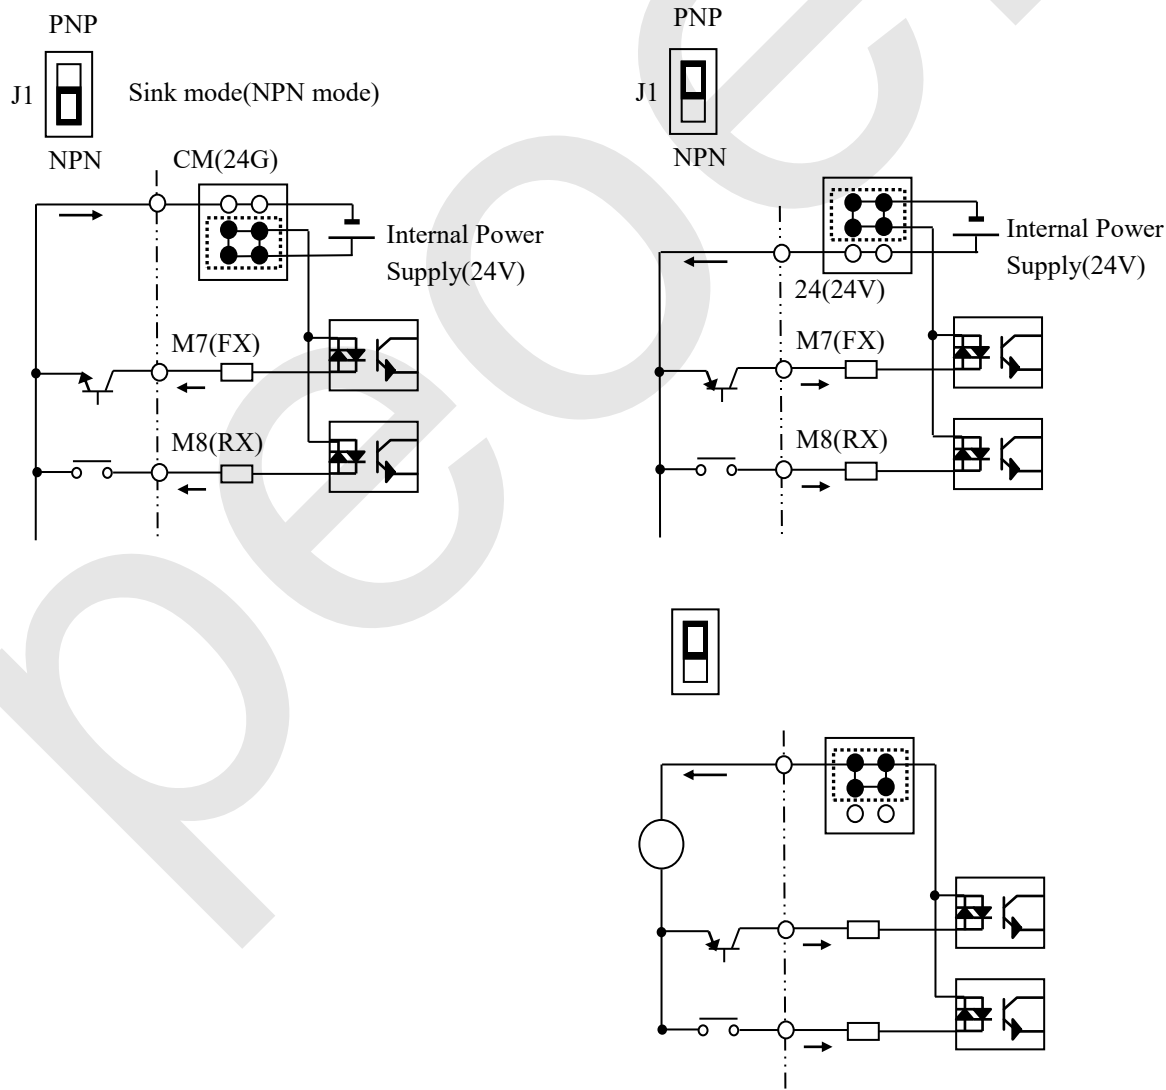 PNP
J1
Sink mode(NPN mode)
NPN
CM(24G)
Internal Power
Supply(24V)
M7(FX)
M8(RX)
PNP
J1
NPN
Internal Power
Supply(24V)
24(24V)
M7(FX)
M8(RX)